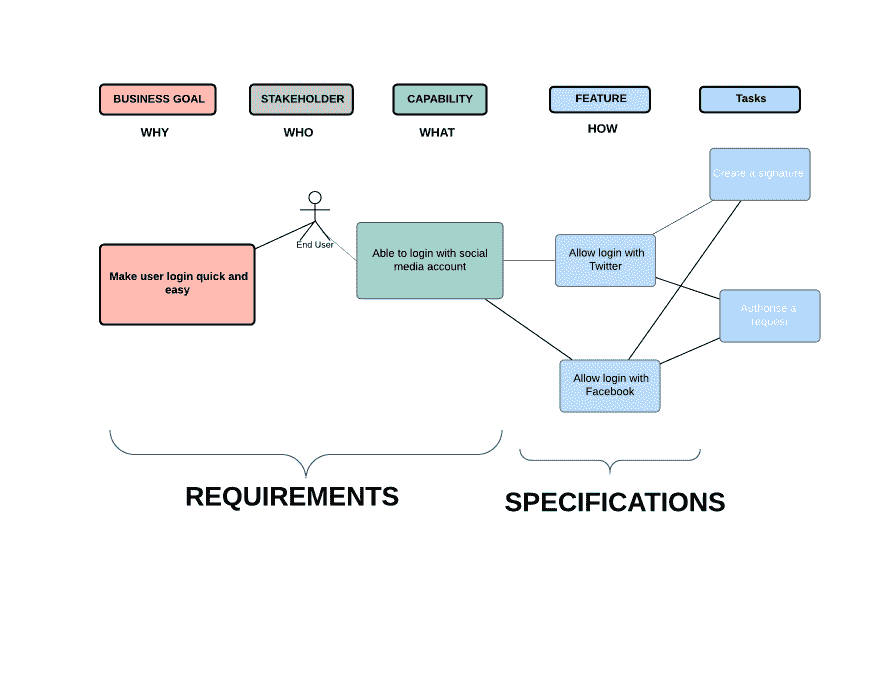 BUSINESS GOAL
STAKEHOLDER
CAPABILITY
FEATURE
Tasks
WHY
WHO
WHAT
HOW
Create a signature
End User
Make user login quick and
easy
Able to login with social
media account
Allow login with
Twitter
Authorise a
request
Allow login with
Facebook
REQUIREMENTS
SPECIFICATIONS